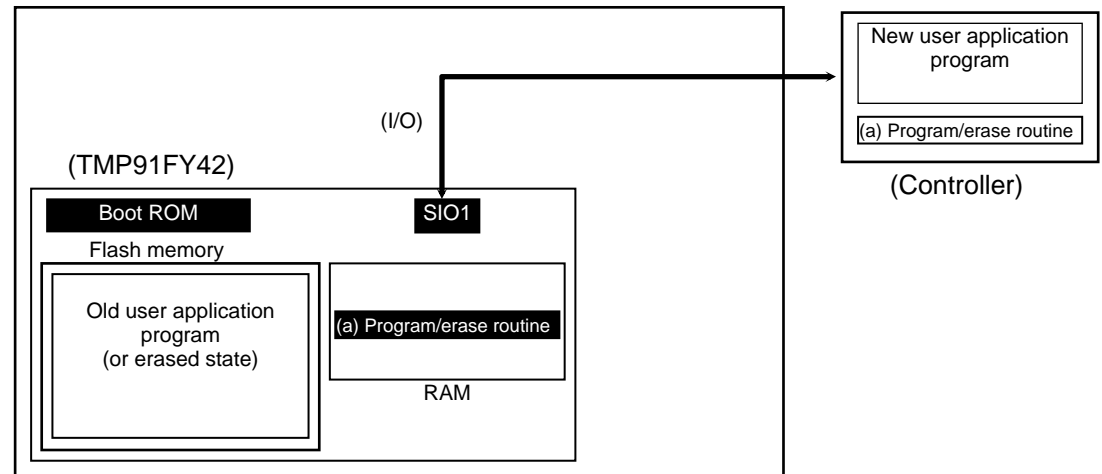 New user application
program
(I/O)
(a) Program/erase routine
(TMP91FY42)
(Controller)
Boot ROM
SIO1
Flash memory
Old user application
program
(or erased state)
(a) Program/erase routine
RAM